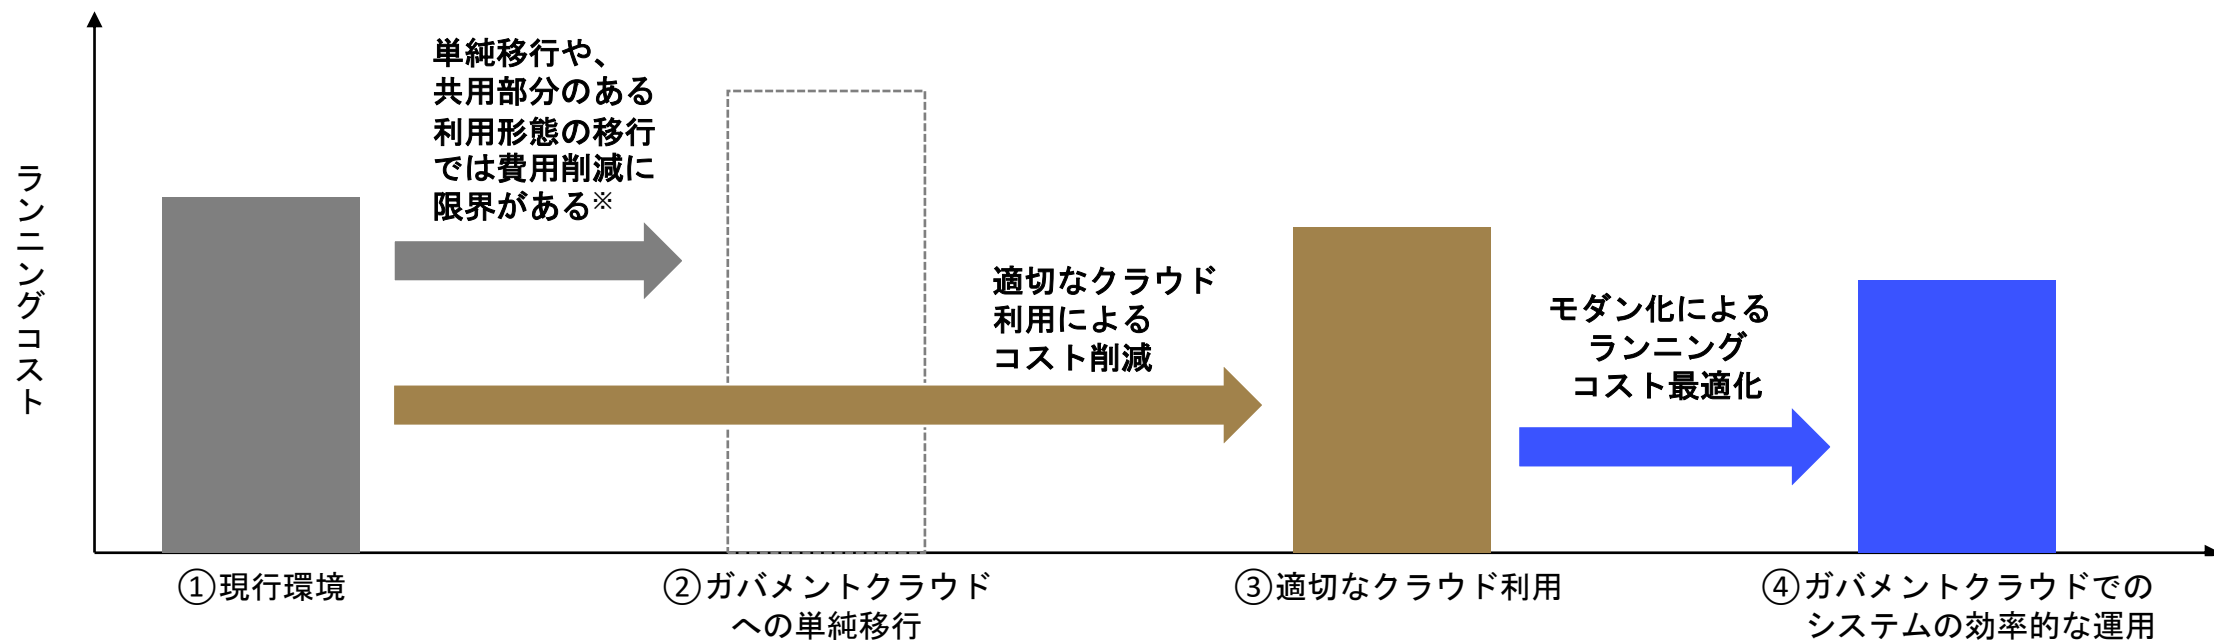 ランニングコスト
単純移行や、
共用部分のある
利用形態の移行
では費用削減に
限界がある※
適切なクラウド
利用による
コスト削減
モダン化による
ランニング
コスト最適化
①現行環境
②ガバメントクラウド
への単純移行
③適切なクラウド利用
④ガバメントクラウドでの
システムの効率的な運用